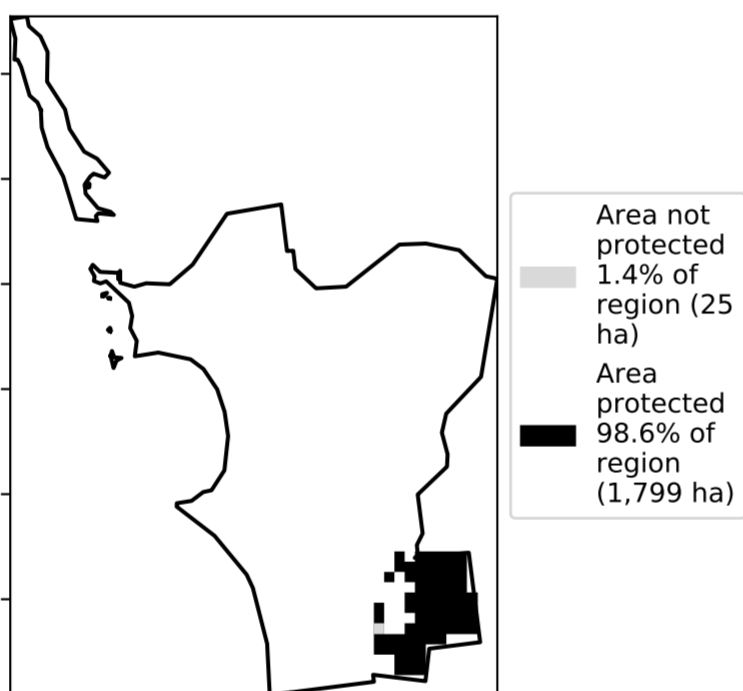 Area not
protected
1.4% of
region (25
ha)
Area
protected
98.6% of
region
(1,799 ha)